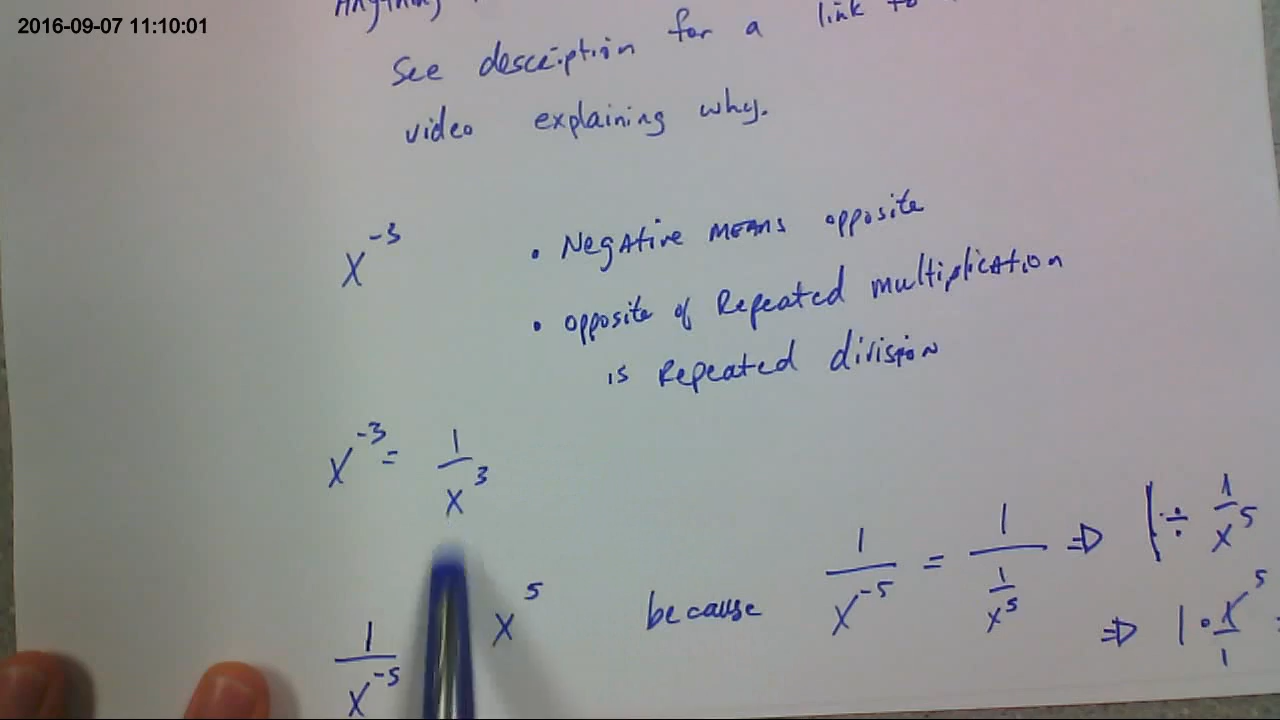 2016-09-07 11:10:01
Anything
See description for a link to
video explaining why.
x^-3
• Negative MEANS opposite
• opposite of Repeated multiplication
is Repeated division
x^-3 = 1/x^3
1/x^-5 x^5 because 1/x^-5 = 1/(1/x^5) ⇒ 1 ÷ 1/x^5
⇒ 1 • x^5/1 =